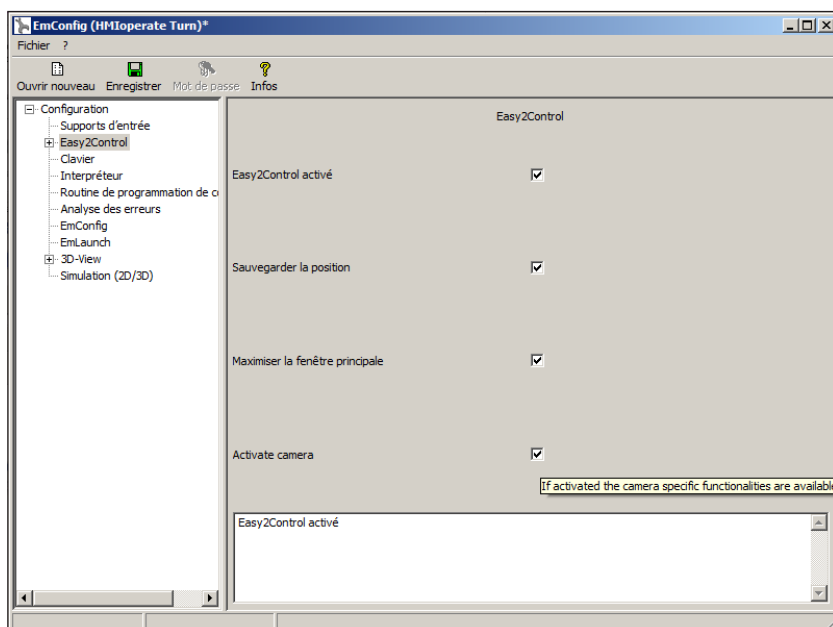 EmConfig (HMIoperate Turn)*
Fichier ?
Ouvrir nouveau Enregistrer Mot de passe Infos
Configuration
Supports d'entrée
Easy2Control
Clavier
Interpréteur
Routine de programmation de c
Analyse des erreurs
EmConfig
EmLaunch
3D-View
Simulation (2D/3D)
Easy2Control
Easy2Control activé
Sauvegarder la position
Maximiser la fenêtre principale
Activate camera
If activated the camera specific functionalities are available
Easy2Control activé